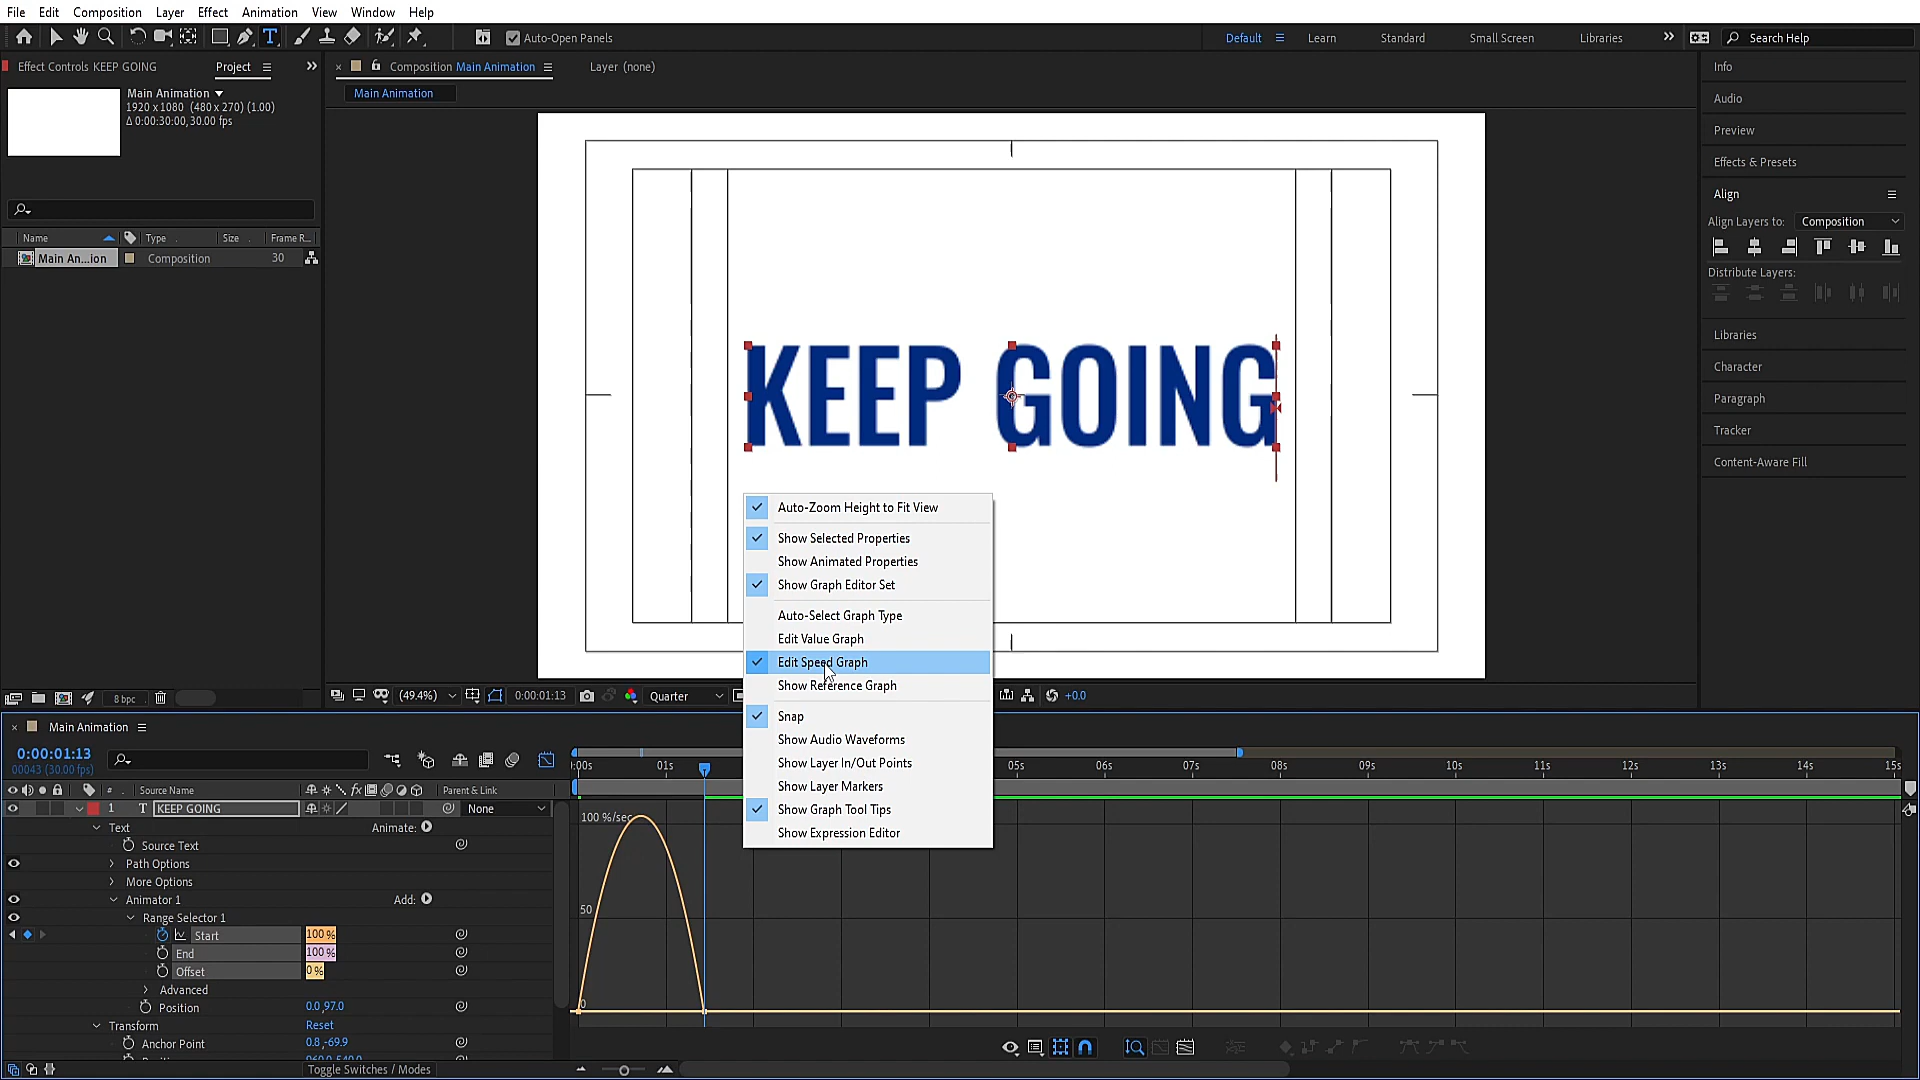 File Edit Composition Layer Effect Animation View Window Help
Auto-Open Panels
Default Learn Standard Small Screen Libraries Search Help
Effect Controls KEEP GOING Project
Composition Main Animation Layer (none)
Main Animation
Main Animation
1920 x 1080 (480 x 270) (1.00)
Δ 0:00:30:00, 30.00 fps
Name Type Size Frame R...
Main An...ion Composition 30
KEEP GOING
Info
Audio
Preview
Effects & Presets
Align
Align Layers to: Composition
Distribute Layers:
Libraries
Character
Paragraph
Tracker
Content-Aware Fill
Auto-Zoom Height to Fit View
Show Selected Properties
Show Animated Properties
Show Graph Editor Set
Auto-Select Graph Type
Edit Value Graph
Edit Speed Graph
Show Reference Graph
Snap
Show Audio Waveforms
Show Layer In/Out Points
Show Layer Markers
Show Graph Tool Tips
Show Expression Editor
8 bpc (49.4%) 0:00:01:13 Quarter +0.0
Main Animation
0:00:01:13
00043 (30.00 fps)
:00s 01s 05s 06s 07s 08s 09s 10s 11s 12s 13s 14s 15s
# Source Name fx Parent & Link
1 T KEEP GOING None
Text Animate:
Source Text
Path Options
More Options
Animator 1 Add:
Range Selector 1
Start 100 %
End 100 %
Offset 0 %
Advanced
Position 0.0, 97.0
Transform Reset
Anchor Point 0.8, -69.9
100 %/sec
50
0
Toggle Switches / Modes